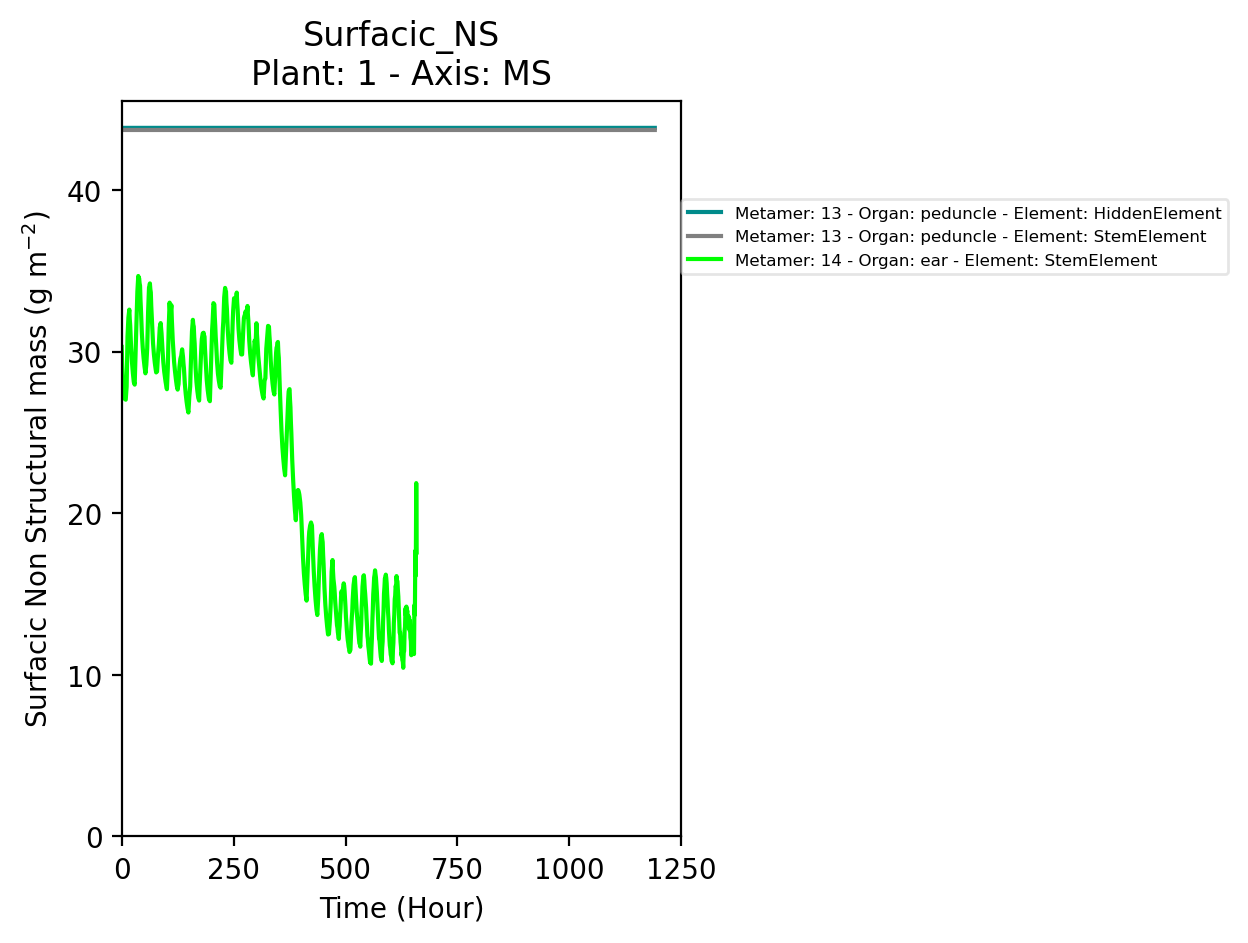 Surfacic_NS
Plant: 1 - Axis: MS
Surfacic Non Structural mass (g m⁻²)
40
30
20
10
0
0 250 500 750 1000 1250
Time (Hour)
Metamer: 13 - Organ: peduncle - Element: HiddenElement
Metamer: 13 - Organ: peduncle - Element: StemElement
Metamer: 14 - Organ: ear - Element: StemElement